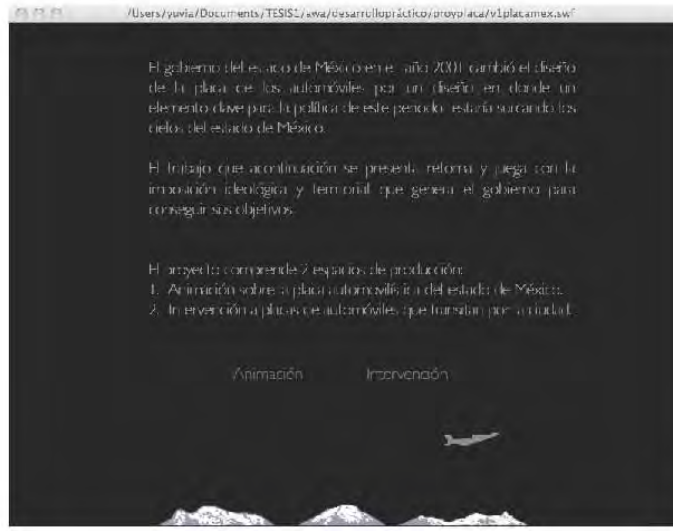 /Users/yuvia/Documents/TESIS1/awa/desarrollopráctico/proyplaca/v1placamex.swf
El gobierno del estado de México en el año 2001 cambió el diseño
de la placa de los automóviles por un diseño en donde un
elemento clave para la política de este periodo estaría surcando los
cielos del estado de México.
El trabajo que acontinuación se presenta retoma y juega con la
imposición ideológica y territorial que genera el gobierno para
conseguir sus objetivos.
El proyecto comprende 2 espacios de producción:
1. Animación sobre la placa automovilística del estado de México.
2. Intervención a placas de automóviles que transitan por la ciudad.
Animación Intervención